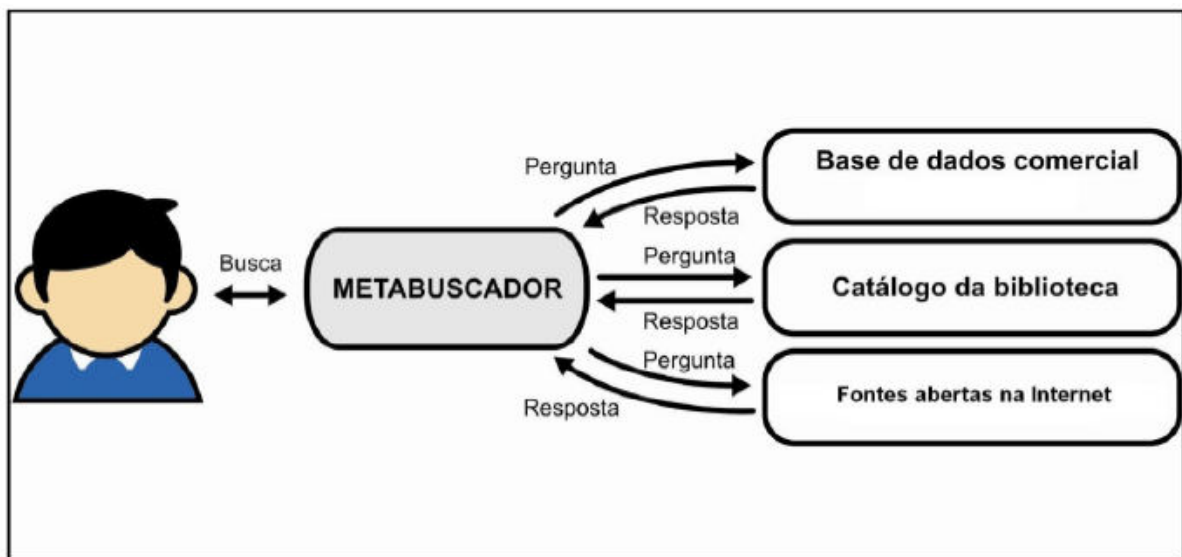 Pergunta
Base de dados comercial
Resposta
Busca
METABUSCADOR
Pergunta
Catálogo da biblioteca
Resposta
Pergunta
Fontes abertas na Internet
Resposta